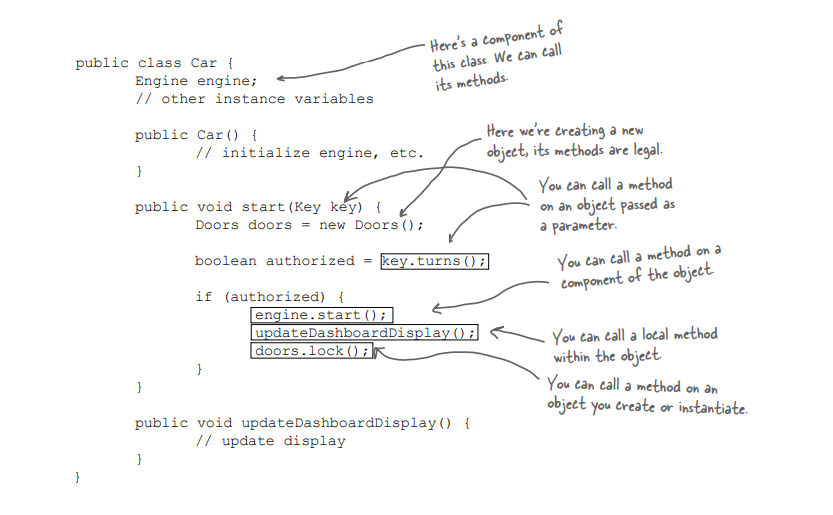 public class Car {
Engine engine;
// other instance variables
public Car() {
// initialize engine, etc.
}
public void start(Key key) {
Doors doors = new Doors();
boolean authorized = key.turns();
if (authorized) {
engine.start();
updateDashboardDisplay();
doors.lock();
}
}
public void updateDashboardDisplay() {
// update display
}
}
Here's a component of
this class. We can call
its methods.
Here we're creating a new
object, its methods are legal.
You can call a method
on an object passed as
a parameter.
You can call a method on a
component of the object
You can call a local method
within the object.
You can call a method on an
object you create or instantiate.